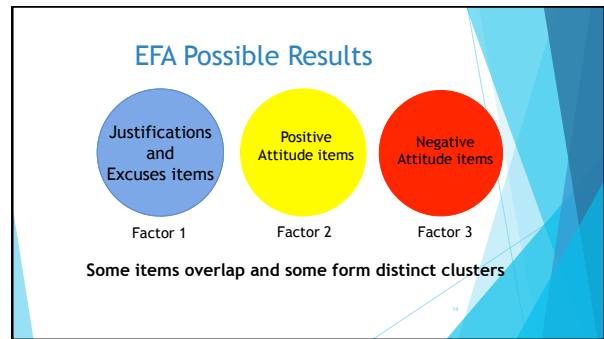 EFA Possible Results
Justifications
and
Excuses items
Positive
Attitude items
Negative
Attitude items
Factor 1
Factor 2
Factor 3
Some items overlap and some form distinct clusters